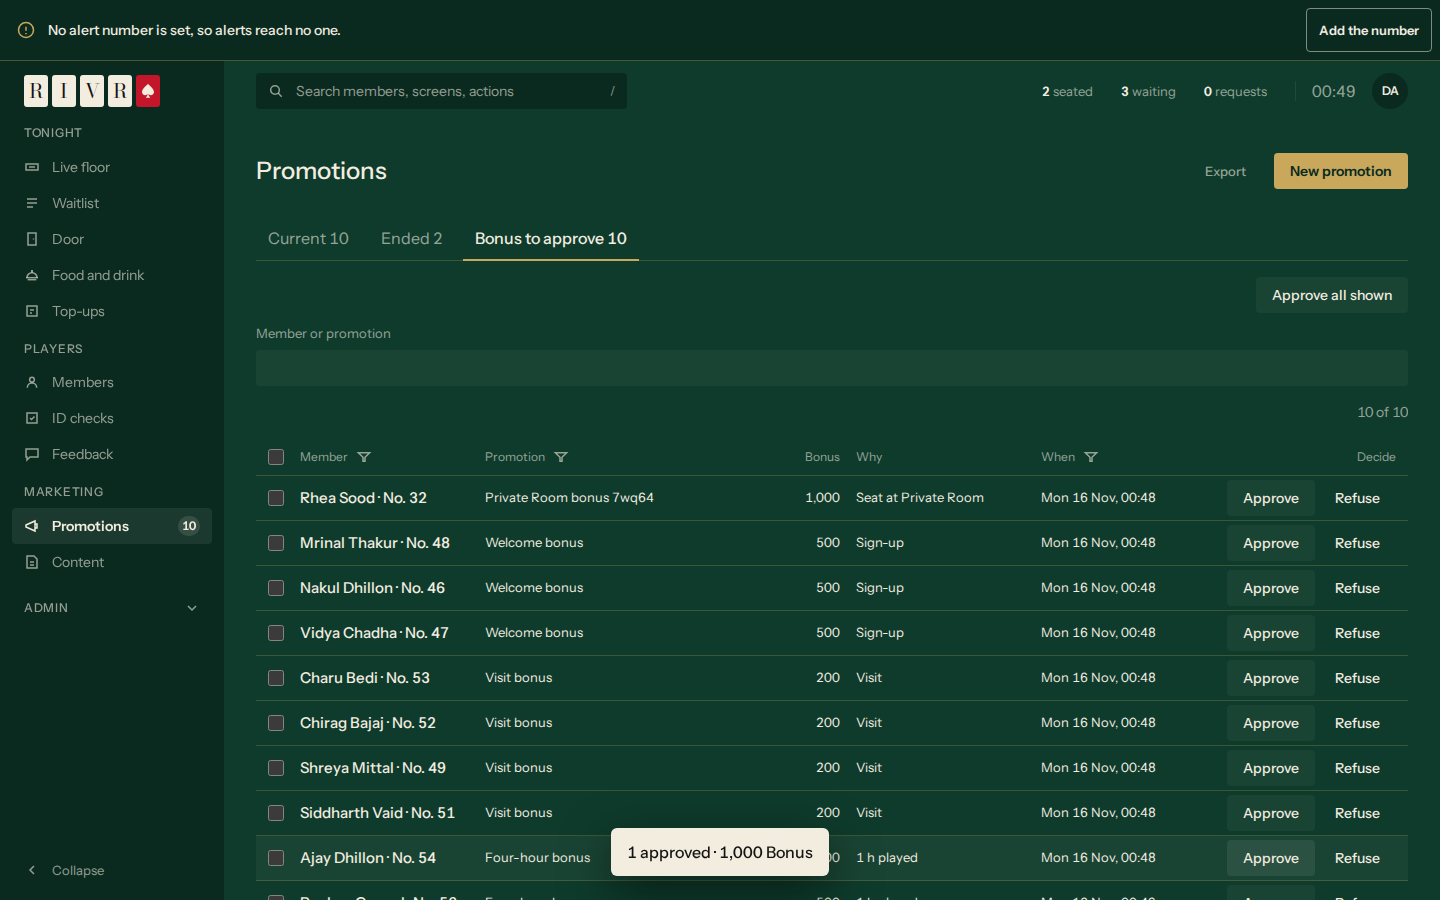 No alert number is set, so alerts reach no one.
Add the number
R I V R
Search members, screens, actions /
2 seated 3 waiting 0 requests 00:49 DA
TONIGHT
Live floor
Waitlist
Door
Food and drink
Top-ups
PLAYERS
Members
ID checks
Feedback
MARKETING
Promotions 10
Content
ADMIN
Collapse
Promotions
Export
New promotion
Current 10 Ended 2 Bonus to approve 10
Approve all shown
Member or promotion
10 of 10
Member Promotion Bonus Why When Decide
Rhea Sood · No. 32 Private Room bonus 7wq64 1,000 Seat at Private Room Mon 16 Nov, 00:48 Approve Refuse
Mrinal Thakur · No. 48 Welcome bonus 500 Sign-up Mon 16 Nov, 00:48 Approve Refuse
Nakul Dhillon · No. 46 Welcome bonus 500 Sign-up Mon 16 Nov, 00:48 Approve Refuse
Vidya Chadha · No. 47 Welcome bonus 500 Sign-up Mon 16 Nov, 00:48 Approve Refuse
Charu Bedi · No. 53 Visit bonus 200 Visit Mon 16 Nov, 00:48 Approve Refuse
Chirag Bajaj · No. 52 Visit bonus 200 Visit Mon 16 Nov, 00:48 Approve Refuse
Shreya Mittal · No. 49 Visit bonus 200 Visit Mon 16 Nov, 00:48 Approve Refuse
Siddharth Vaid · No. 51 Visit bonus 200 Visit Mon 16 Nov, 00:48 Approve Refuse
Ajay Dhillon · No. 54 Four-hour bonus 1 h played Mon 16 Nov, 00:48 Approve Refuse
1 approved · 1,000 Bonus